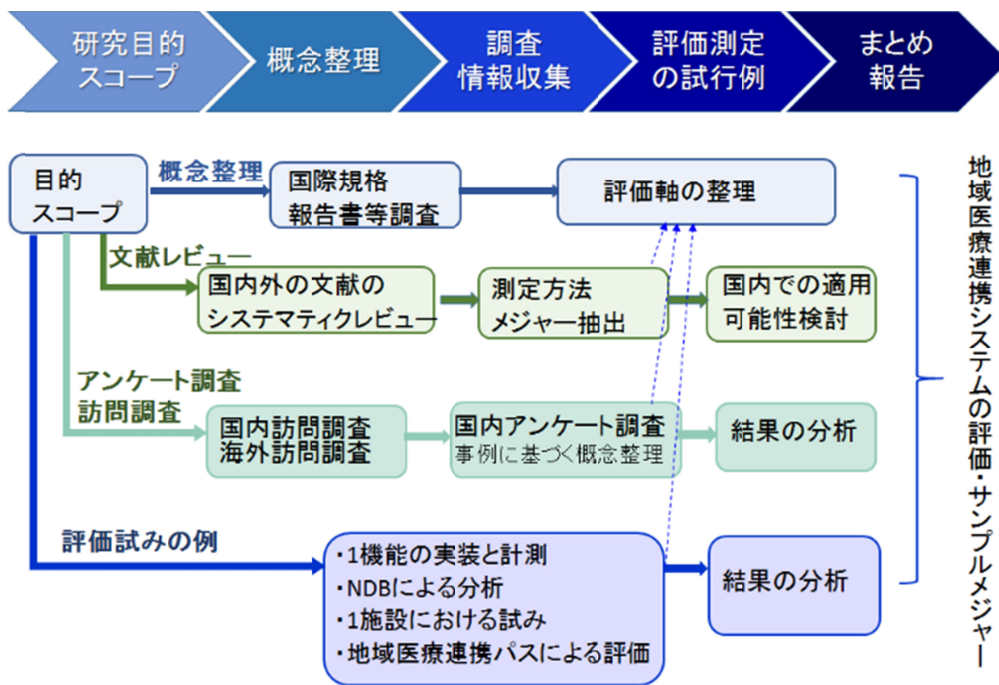 研究目的
スコープ
概念整理
調査
情報収集
評価測定
の試行例
まとめ
報告
目的
スコープ
概念整理
国際規格
報告書等調査
評価軸の整理
文献レビュー
国内外の文献の
システマティクレビュー
測定方法
メジャー抽出
国内での適用
可能性検討
アンケート調査
訪問調査
国内訪問調査
海外訪問調査
国内アンケート調査
事例に基づく概念整理
結果の分析
評価試みの例
・1機能の実装と計測
・NDBによる分析
・1施設における試み
・地域医療連携パスによる評価
結果の分析
地域医療連携システムの評価・サンプルメジャー